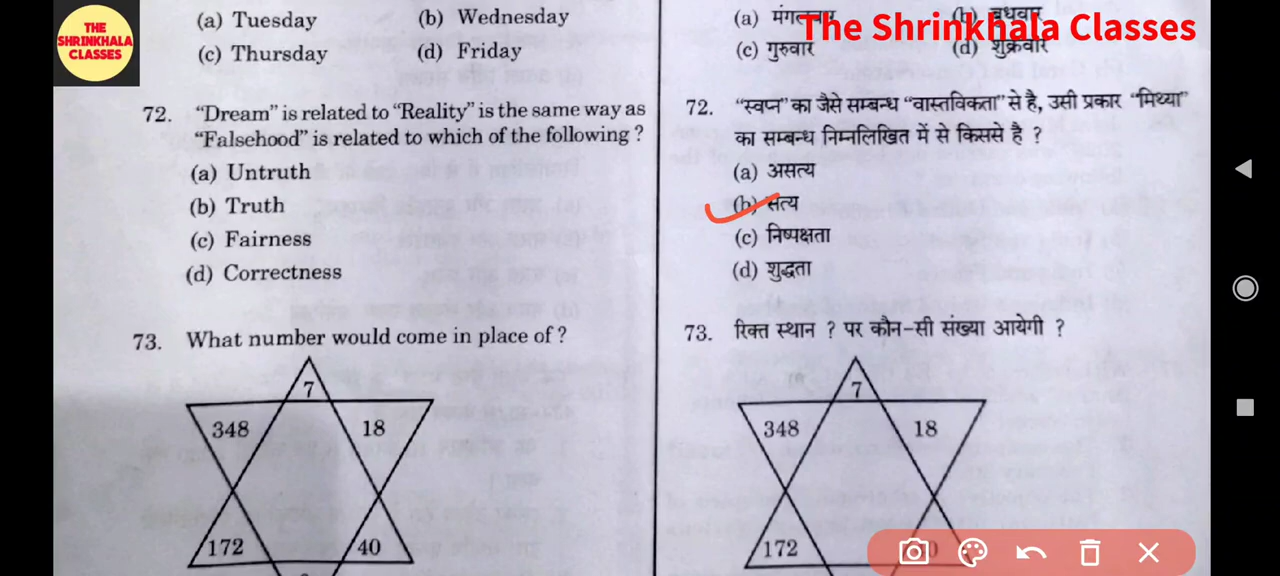 THE
SHRINKHALA
CLASSES
The Shrinkhala Classes
(a) Tuesday
(b) Wednesday
(c) Thursday
(d) Friday
72. "Dream" is related to "Reality" is the same way as
"Falsehood" is related to which of the following ?
(a) Untruth
(b) Truth
(c) Fairness
(d) Correctness
73. What number would come in place of ?
7
348
18
172
40
(a) मंगलवार
(b) बुधवार
(c) गुरुवार
(d) शुक्रवार
72. "स्वप्न" का जैसे सम्बन्ध "वास्तविकता" से है, उसी प्रकार "मिथ्या"
का सम्बन्ध निम्नलिखित में से किससे है ?
(a) असत्य
(b) सत्य
(c) निष्पक्षता
(d) शुद्धता
73. रिक्त स्थान ? पर कौन-सी संख्या आयेगी ?
7
348
18
172